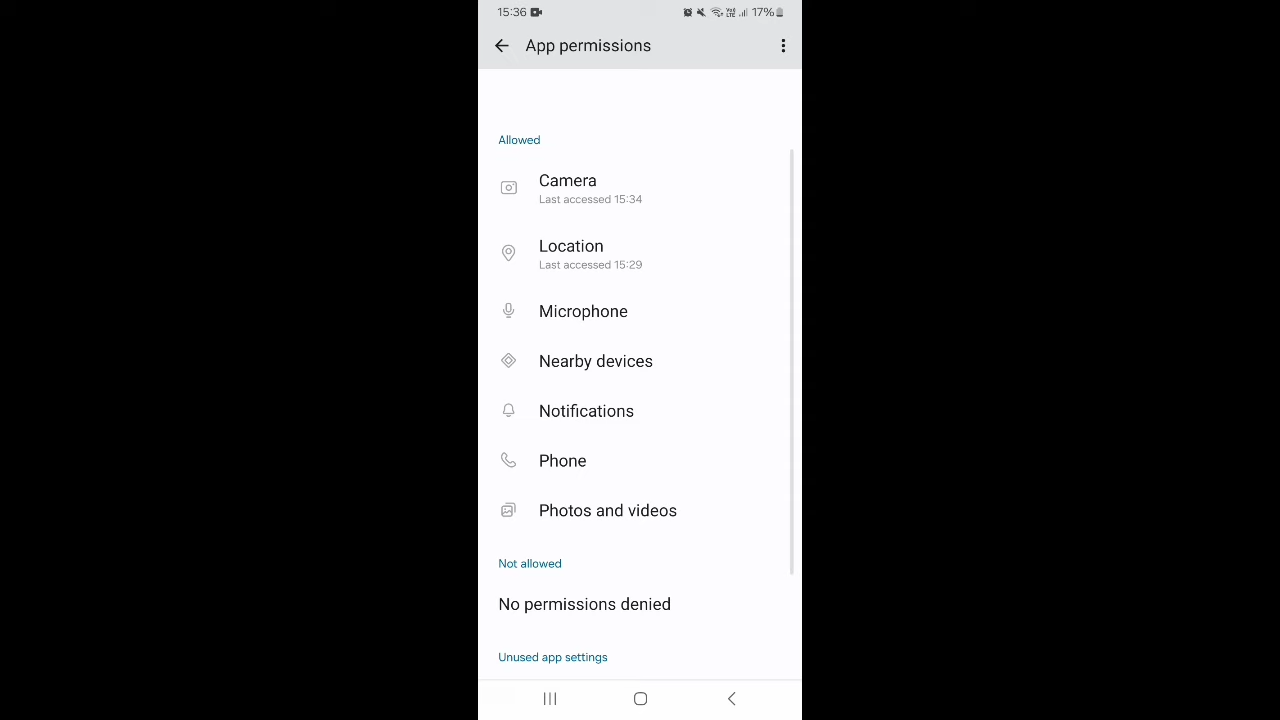 15:36 17%
App permissions
Allowed
Camera
Last accessed 15:34
Location
Last accessed 15:29
Microphone
Nearby devices
Notifications
Phone
Photos and videos
Not allowed
No permissions denied
Unused app settings